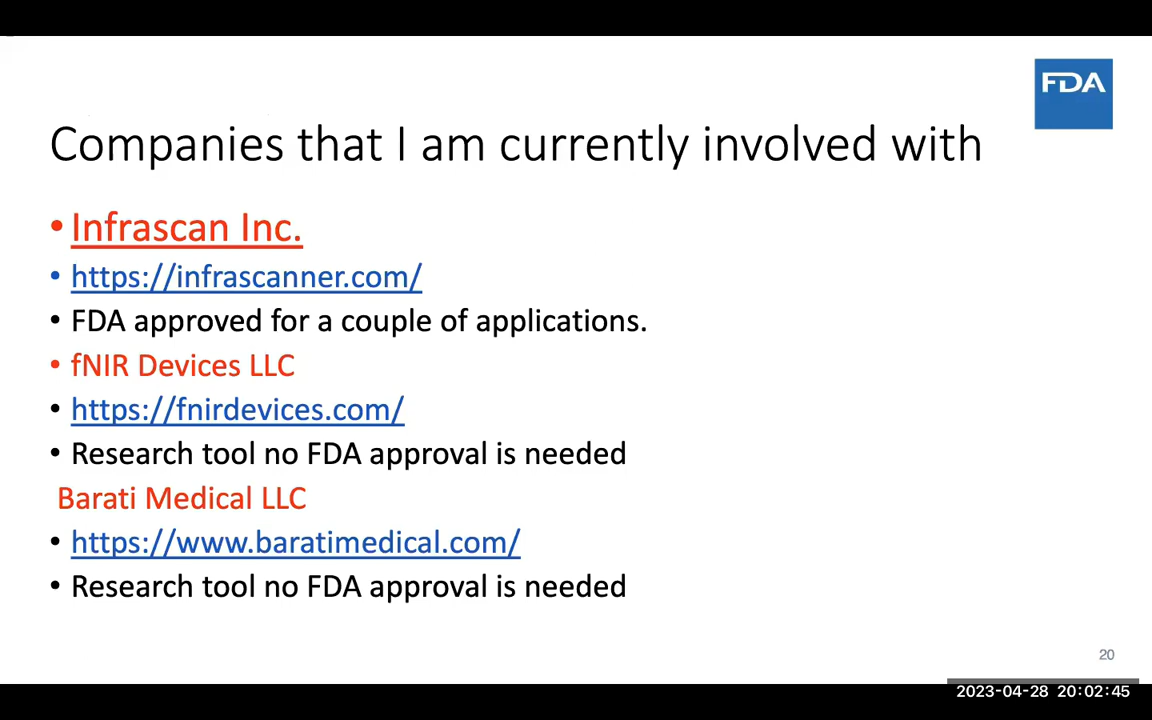 FDA
Companies that I am currently involved with
• Infrascan Inc.
• https://infrascanner.com/
• FDA approved for a couple of applications.
• fNIR Devices LLC
• https://fnirdevices.com/
• Research tool no FDA approval is needed
Barati Medical LLC
• https://www.baratimedical.com/
• Research tool no FDA approval is needed
20
2023-04-28 20:02:45